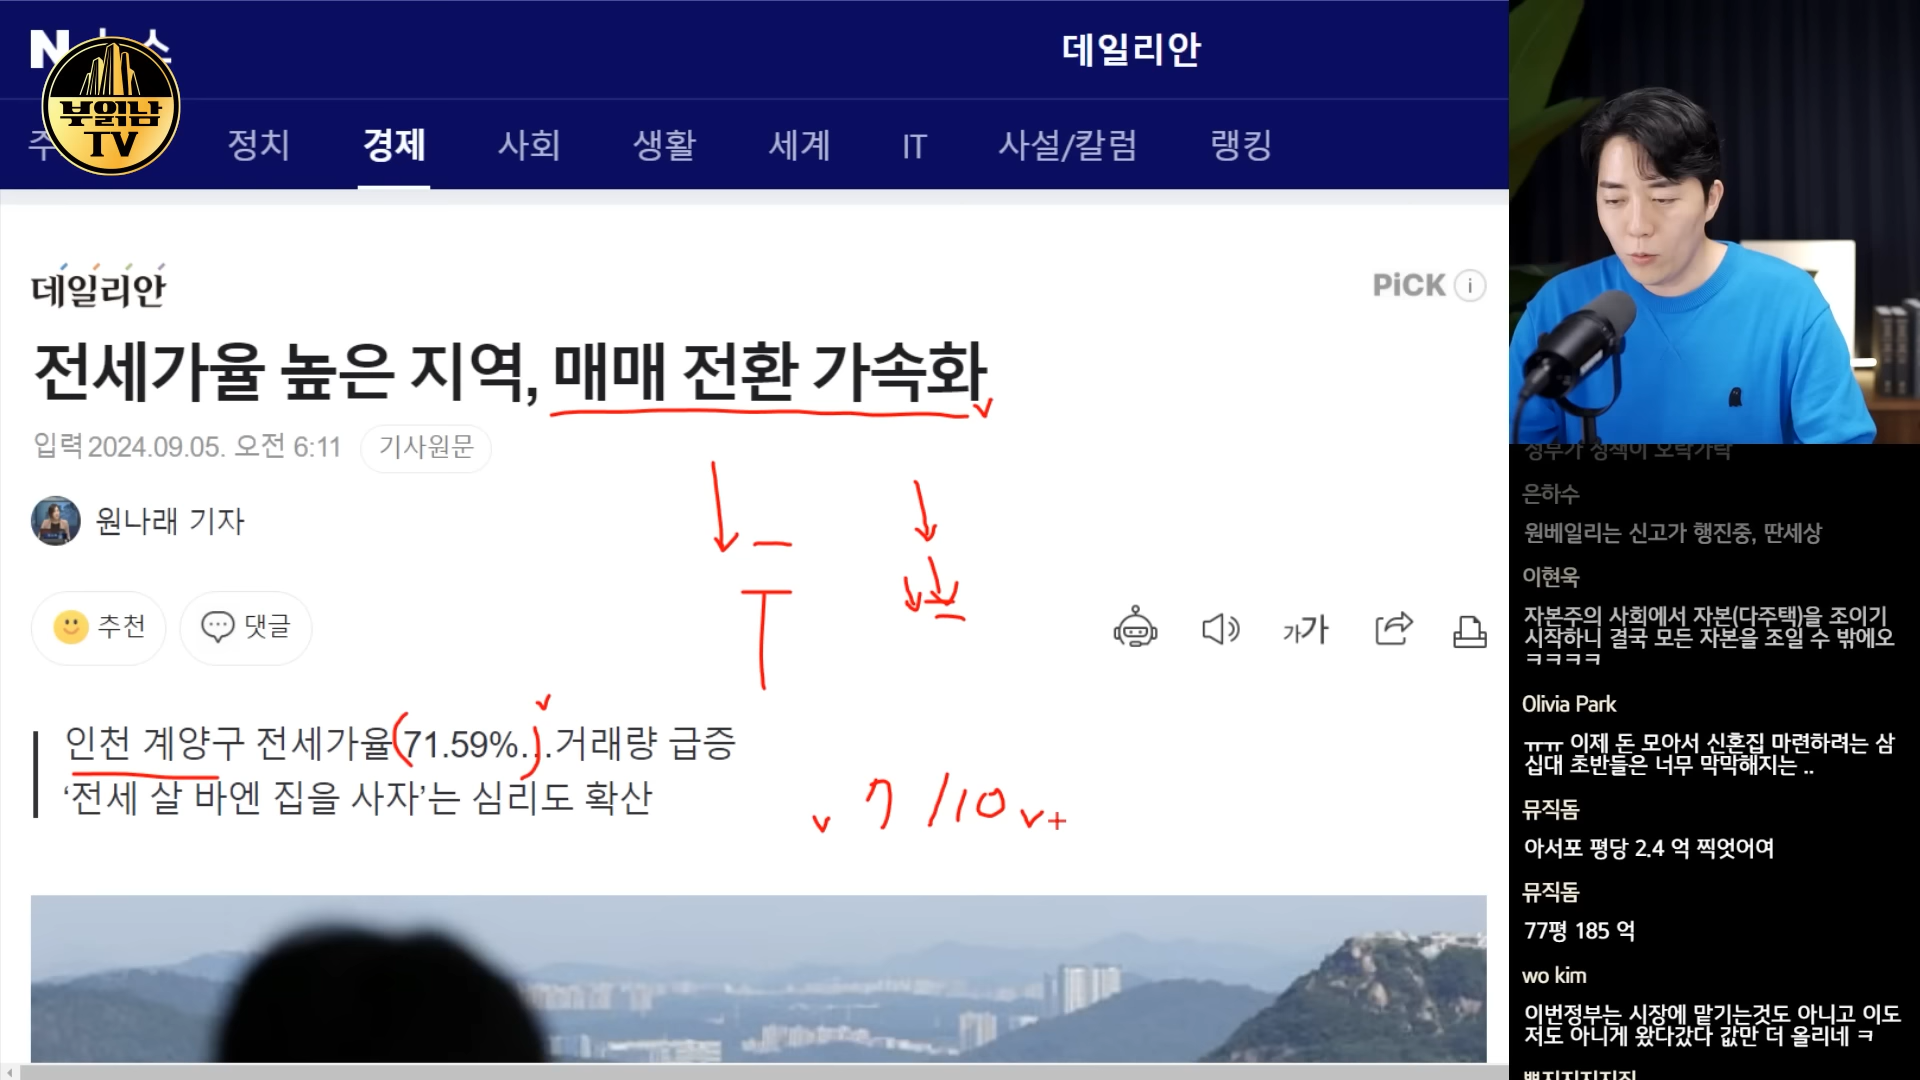 부읽남
TV
데일리안
정치 경제 사회 생활 세계 IT 사설/칼럼 랭킹
데일리안
PiCK i
전세가율 높은 지역, 매매 전환 가속화
입력 2024.09.05. 오전 6:11 기사원문
원나래 기자
추천 댓글
가가
인천 계양구 전세가율(71.59%...거래량 급증
‘전세 살 바엔 집을 사자’는 심리도 확산
7/10
정부가 정책이 오락가락
은하수
원베일리는 신고가 행진중, 딴세상
이현욱
자본주의 사회에서 자본(다주택)을 조이기
시작하니 결국 모든 자본을 조일 수 밖에오
ㅋㅋㅋㅋ
Olivia Park
ㅠㅠ 이제 돈 모아서 신혼집 마련하려는 삼
십대 초반들은 너무 막막해지는 ..
뮤직돔
아서포 평당 2.4 억 찍엇어여
뮤직돔
77평 185 억
wo kim
이번정부는 시장에 맡기는것도 아니고 이도
저도 아니게 왔다갔다 값만 더 올리네 ㅋ